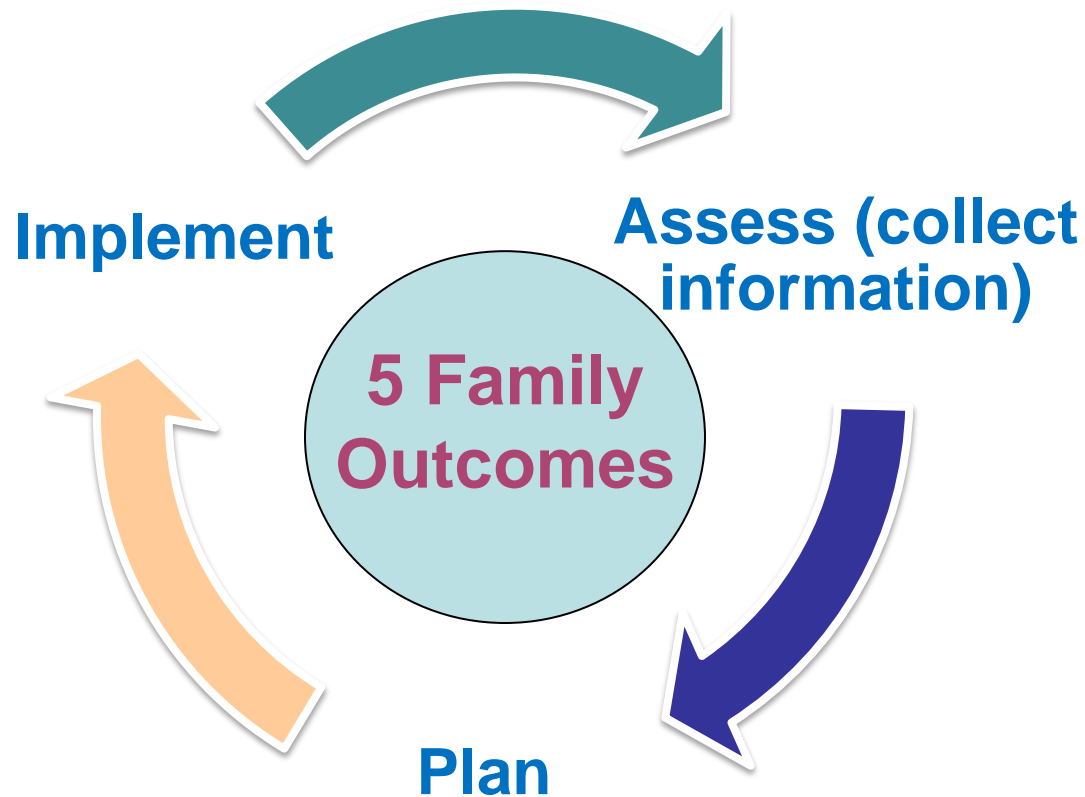 Implement
Assess (collect
information)
5 Family
Outcomes
Plan